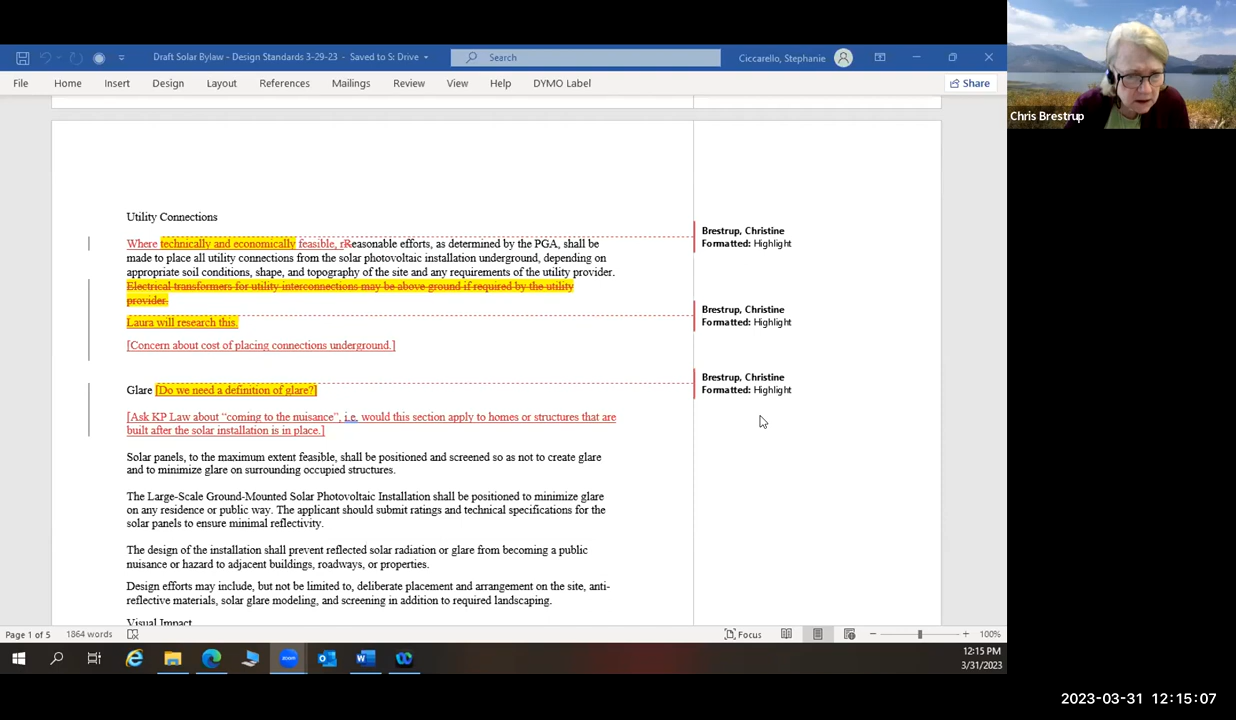 Draft Solar Bylaw - Design Standards 3-29-23 - Saved to S: Drive
Search
Ciccarello, Stephanie
File Home Insert Design Layout References Mailings Review View Help DYMO Label
Share
Chris Brestrup
Utility Connections
Where technically and economically feasible, rReasonable efforts, as determined by the PGA, shall be
made to place all utility connections from the solar photovoltaic installation underground, depending on
appropriate soil conditions, shape, and topography of the site and any requirements of the utility provider.
Electrical transformers for utility interconnections may be above ground if required by the utility
provider.
Laura will research this.
[Concern about cost of placing connections underground.]
Glare [Do we need a definition of glare?]
[Ask KP Law about “coming to the nuisance”, i.e. would this section apply to homes or structures that are
built after the solar installation is in place.]
Solar panels, to the maximum extent feasible, shall be positioned and screened so as not to create glare
and to minimize glare on surrounding occupied structures.
The Large-Scale Ground-Mounted Solar Photovoltaic Installation shall be positioned to minimize glare
on any residence or public way. The applicant should submit ratings and technical specifications for the
solar panels to ensure minimal reflectivity.
The design of the installation shall prevent reflected solar radiation or glare from becoming a public
nuisance or hazard to adjacent buildings, roadways, or properties.
Design efforts may include, but not be limited to, deliberate placement and arrangement on the site, anti-
reflective materials, solar glare modeling, and screening in addition to required landscaping.
Visual Impact
Brestrup, Christine
Formatted: Highlight
Brestrup, Christine
Formatted: Highlight
Brestrup, Christine
Formatted: Highlight
Page 1 of 5 1864 words
Focus
100%
zoom
12:15 PM
3/31/2023
2023-03-31 12:15:07